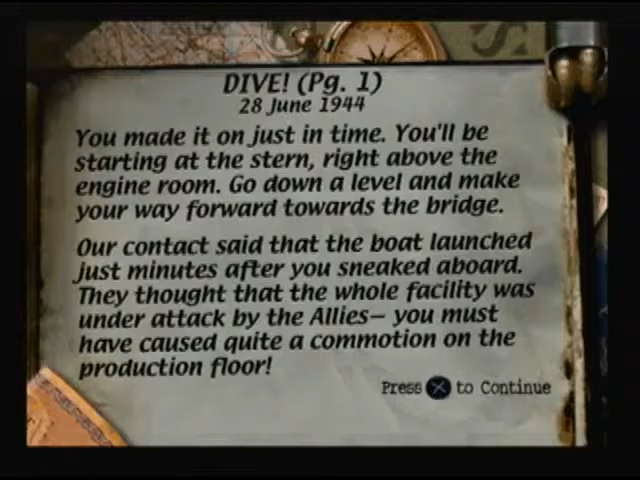 DIVE! (Pg. 1)
28 June 1944
You made it on just in time. You'll be
starting at the stern, right above the
engine room. Go down a level and make
your way forward towards the bridge.
Our contact said that the boat launched
just minutes after you sneaked aboard.
They thought that the whole facility was
under attack by the Allies— you must
have caused quite a commotion on the
production floor!
Press X to Continue